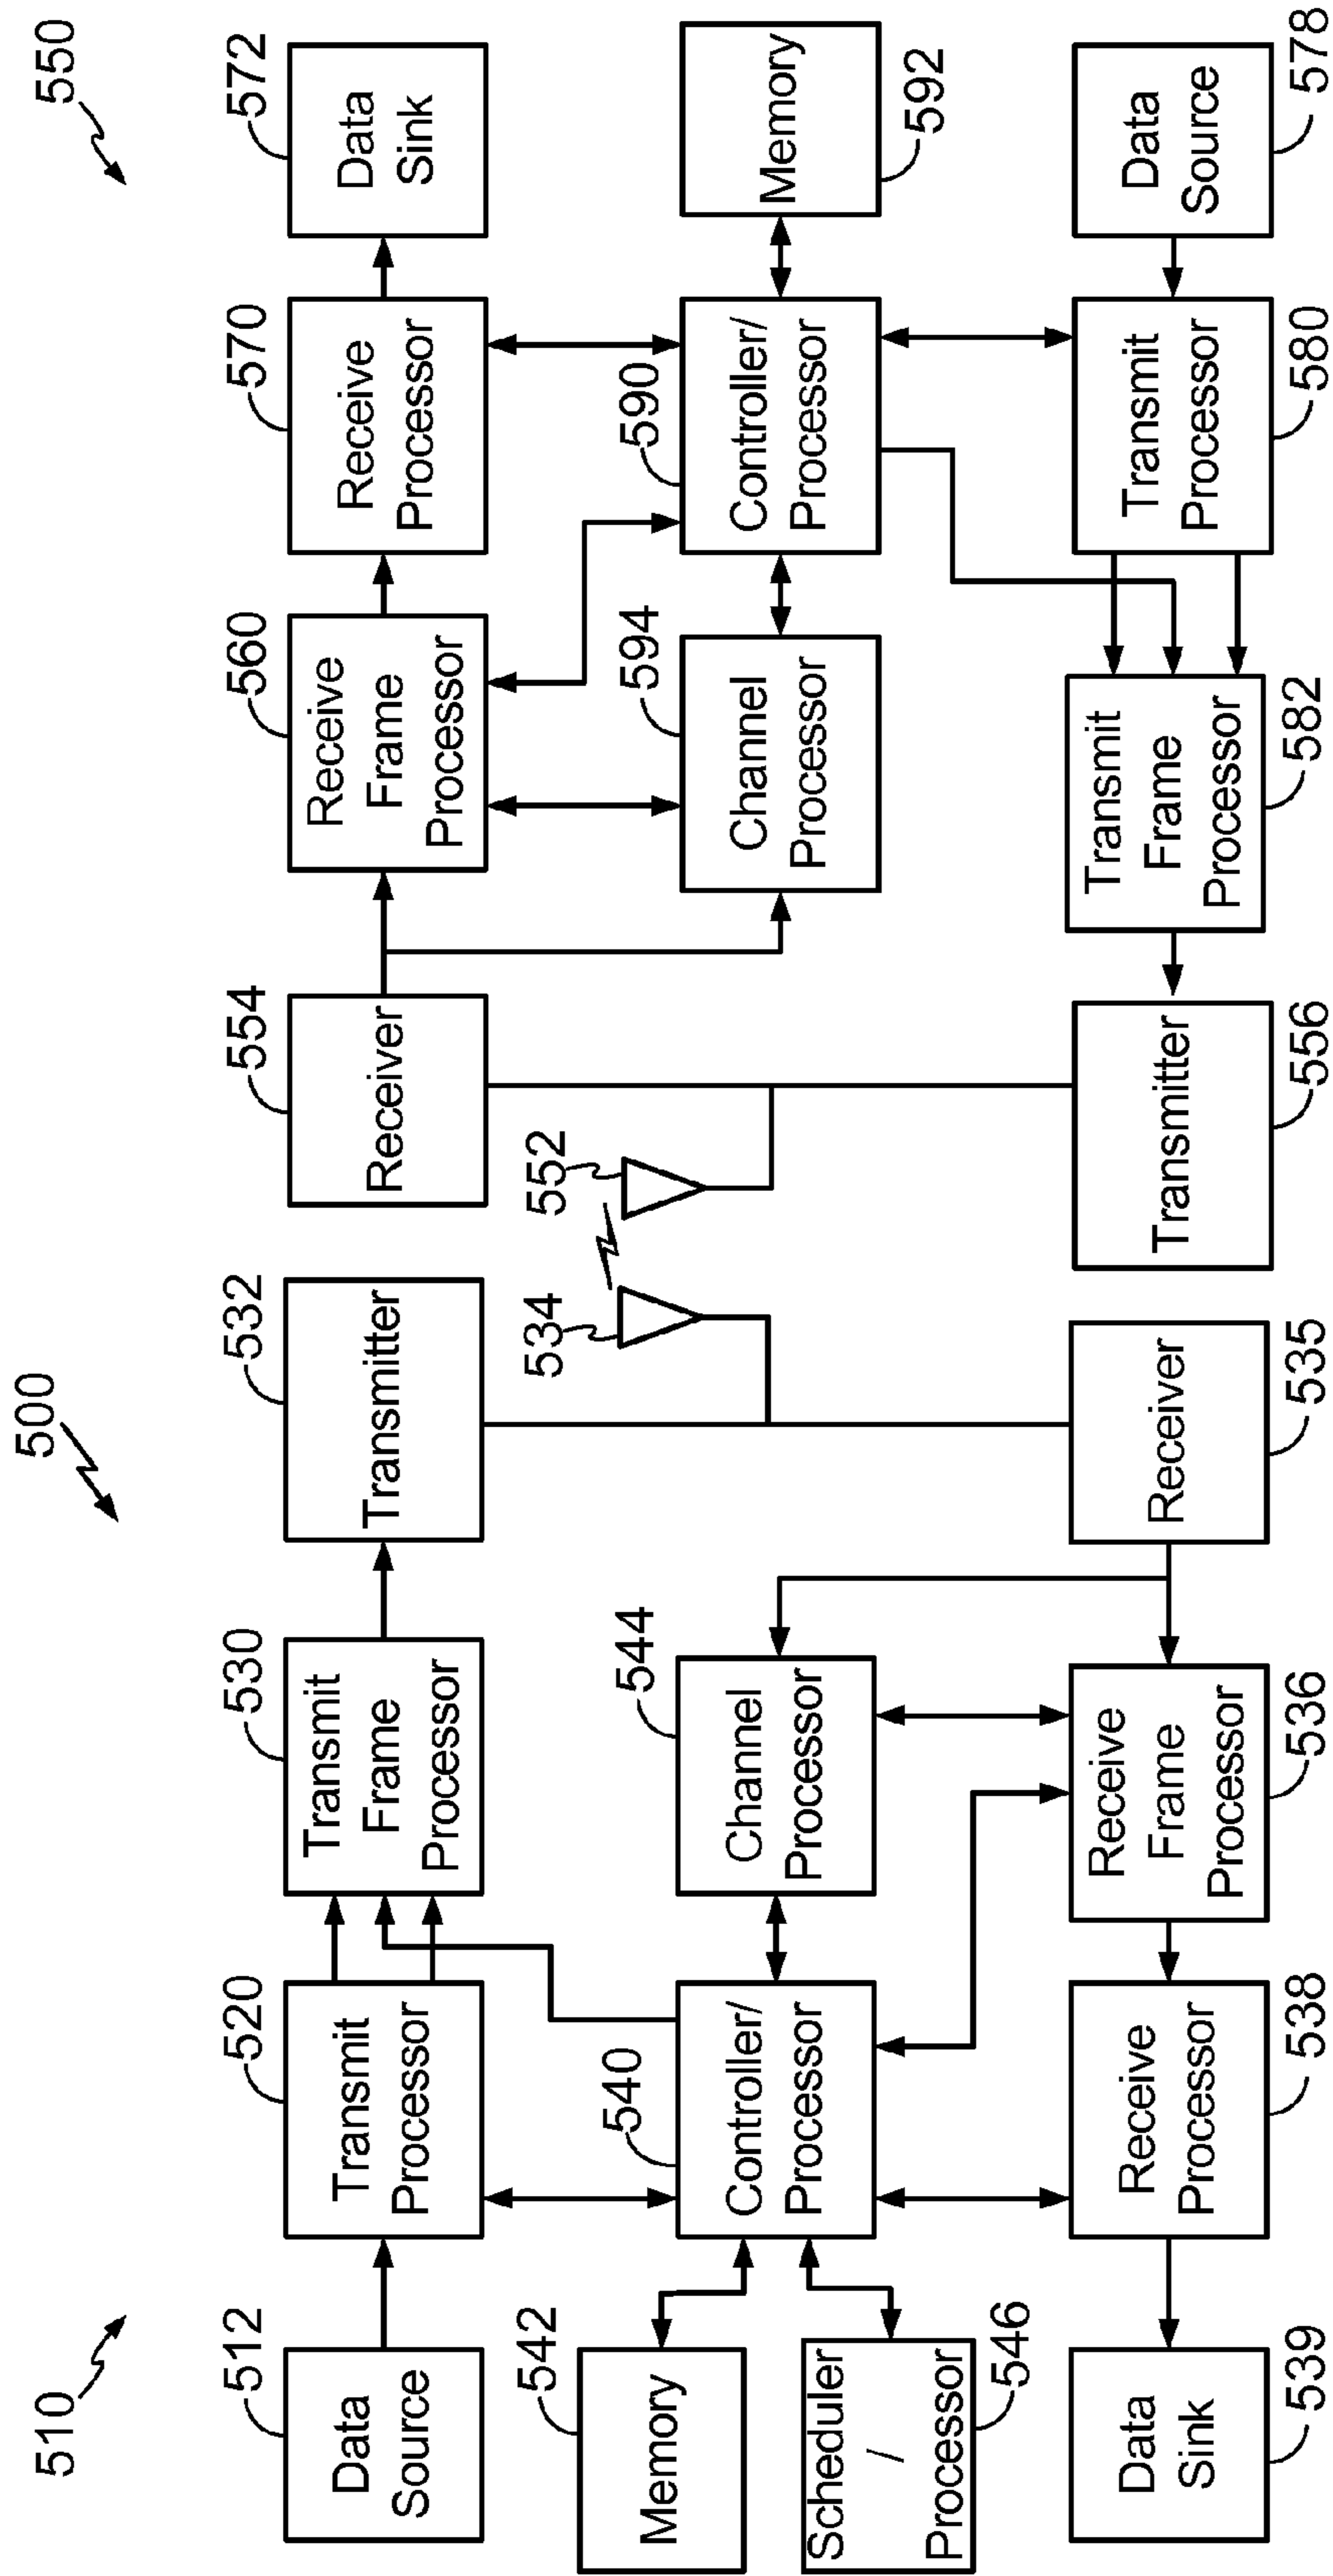 500
510
550
512
Data
Source
520
Transmit
Processor
530
Transmit
Frame
Processor
532
Transmitter
554
Receiver
560
Receive
Frame
Processor
570
Receive
Processor
572
Data
Sink
542
Memory
540
Controller/
Processor
544
Channel
Processor
534
552
594
Channel
Processor
590
Controller/
Processor
Memory
592
Scheduler
/
Processor
546
Data
Sink
539
Receive
Processor
538
Receive
Frame
Processor
536
Receiver
535
Transmitter
556
Transmit
Frame
Processor
582
Transmit
Processor
580
Data
Source
578